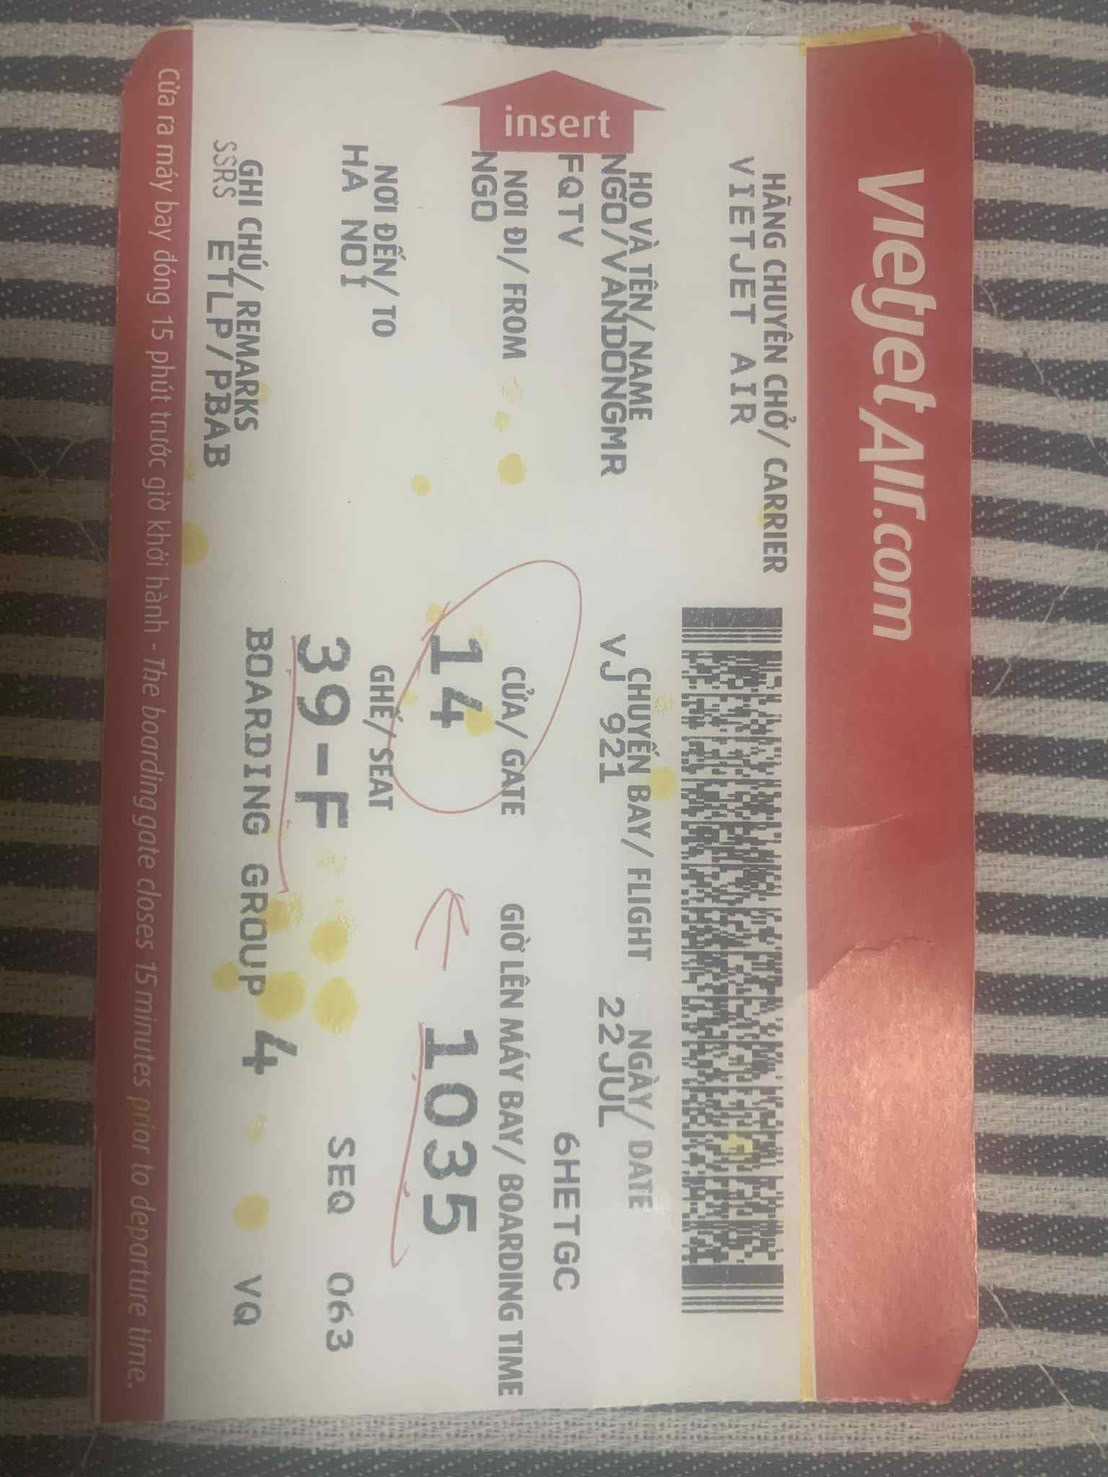 Vietjet Air.com
HÃNG CHUYÊN CHỞ/ CARRIER
VIETJET AIR
HỌ VÀ TÊN/ NAME
NGO/VANDONGMR
CHUYẾN BAY/ FLIGHT
VJ 921
NGÀY/ DATE
22JUL
FQTV
6HETGC
insert
NƠI ĐI/ FROM
NGO
CỬA/ GATE
14
GIỜ LÊN MÁY BAY/ BOARDING TIME
1035
NƠI ĐẾN/ TO
HA NOI
GHẾ/ SEAT
39-F
SEQ 063
GHI CHÚ/ REMARKS
SSRS ETLP/PBAB
BOARDING GROUP 4
VQ
Cửa ra máy bay đóng 15 phút trước giờ khởi hành - The boarding gate closes 15 minutes prior to departure time.